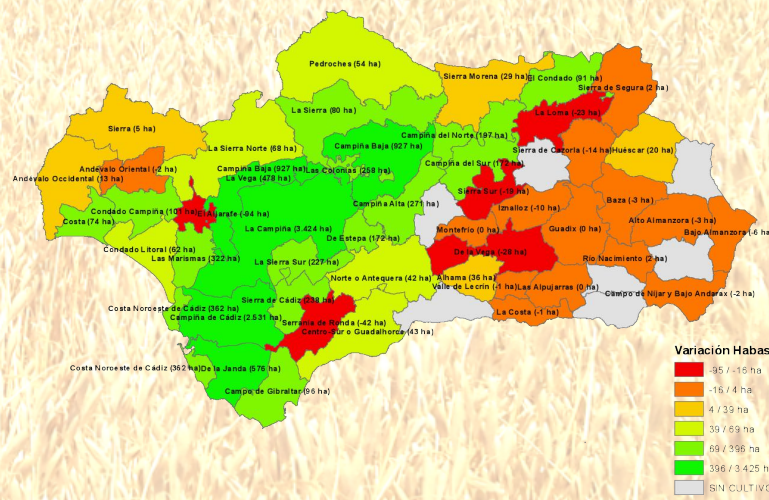 Pedroches (54 ha)
Sierra Morena (29 ha)
El Condado (91 ha)
Sierra de Segura (2 ha)
La Sierra (80 ha)
La Loma (-23 ha)
Sierra (5 ha)
La Sierra Norte (68 ha)
Campiña Baja (927 ha)
Campiña del Norte (197 ha)
Sierra de Cazorla (-14 ha)
Huéscar (20 ha)
Andévalo Oriental (-2 ha)
Andévalo Occidental (13 ha)
Campiña Baja (927 ha)
La Vega (478 ha)
Las Colonias (258 ha)
Campiña del Sur (172
Sierra Sur (-19 ha)
Costa (74 ha)
Condado Campiña (101 ha)
El Aljarafe (-94 ha)
Campiña Alta (271
Iznalloz (-10 ha)
Baza (-3 ha)
La Campiña (3.424 ha)
De Estepa (172 ha)
Montefrío (0 ha)
Guadix (0 ha)
Alto Almanzora (-3 ha)
Bajo Almanzora (-6 ha)
Condado Litoral (62 ha)
Las Marismas (322 ha)
La Sierra Sur (227 ha)
De la Vega (-28 ha)
Río Nacimiento (2 ha)
Norte o Antequera (42 ha)
Alhama (36 ha)
Valle de Lecrín (-1 ha)
Las Alpujarras (0 ha)
Campo de Níjar y Bajo Andarax (-2 ha)
Costa Noroeste de Cádiz (362 ha)
Sierra de Cádiz (239 ha)
Campiña de Cádiz (2.531 ha)
Serranía de Ronda (-42 ha)
Centro-Sur o Guadalhorce (43 ha)
La Costa (-1 ha)
Costa Noroeste de Cádiz (362 ha)
De la Janda (576 ha)
Campo de Gibraltar (96 ha)
Variación Habas
-95 / -16 ha
-15 / 4 ha
4 / 39 ha
39 / 69 ha
69 / 396 ha
396 / 3.425 h
SIN CULTIVO